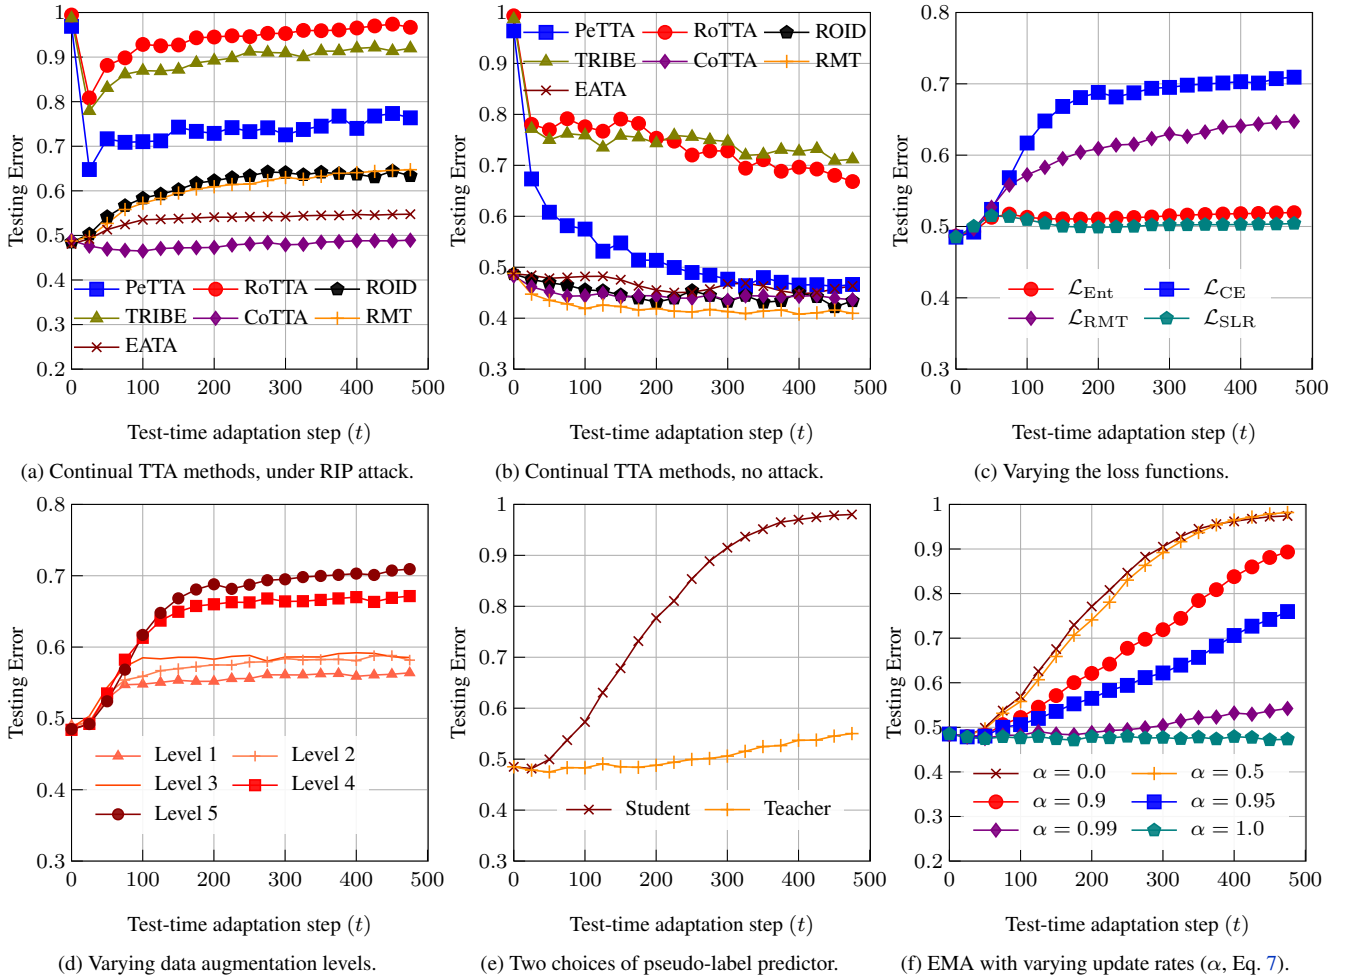 1
0.9
0.8
0.7
0.6
0.5
0.4
0.3
0.2
Testing Error
PeTTA RoTTA ROID
TRIBE CoTTA RMT
EATA
0 100 200 300 400 500
Test-time adaptation step (t)
(a) Continual TTA methods, under RIP attack.
1
0.9
0.8
0.7
0.6
0.5
0.4
0.3
Testing Error
PeTTA RoTTA ROID
TRIBE CoTTA RMT
EATA
0 100 200 300 400 500
Test-time adaptation step (t)
(b) Continual TTA methods, no attack.
0.8
0.7
0.6
0.5
0.4
0.3
Testing Error
ℒEnt ℒCE
ℒRMT ℒSLR
0 100 200 300 400 500
Test-time adaptation step (t)
(c) Varying the loss functions.
0.8
0.7
0.6
0.5
0.4
0.3
Testing Error
Level 1 Level 2
Level 3 Level 4
Level 5
0 100 200 300 400 500
Test-time adaptation step (t)
(d) Varying data augmentation levels.
1
0.9
0.8
0.7
0.6
0.5
0.4
0.3
Testing Error
Student Teacher
0 100 200 300 400 500
Test-time adaptation step (t)
(e) Two choices of pseudo-label predictor.
1
0.9
0.8
0.7
0.6
0.5
0.4
0.3
0.2
Testing Error
α = 0.0 α = 0.5
α = 0.9 α = 0.95
α = 0.99 α = 1.0
0 100 200 300 400 500
Test-time adaptation step (t)
(f) EMA with varying update rates (α, Eq. 7).